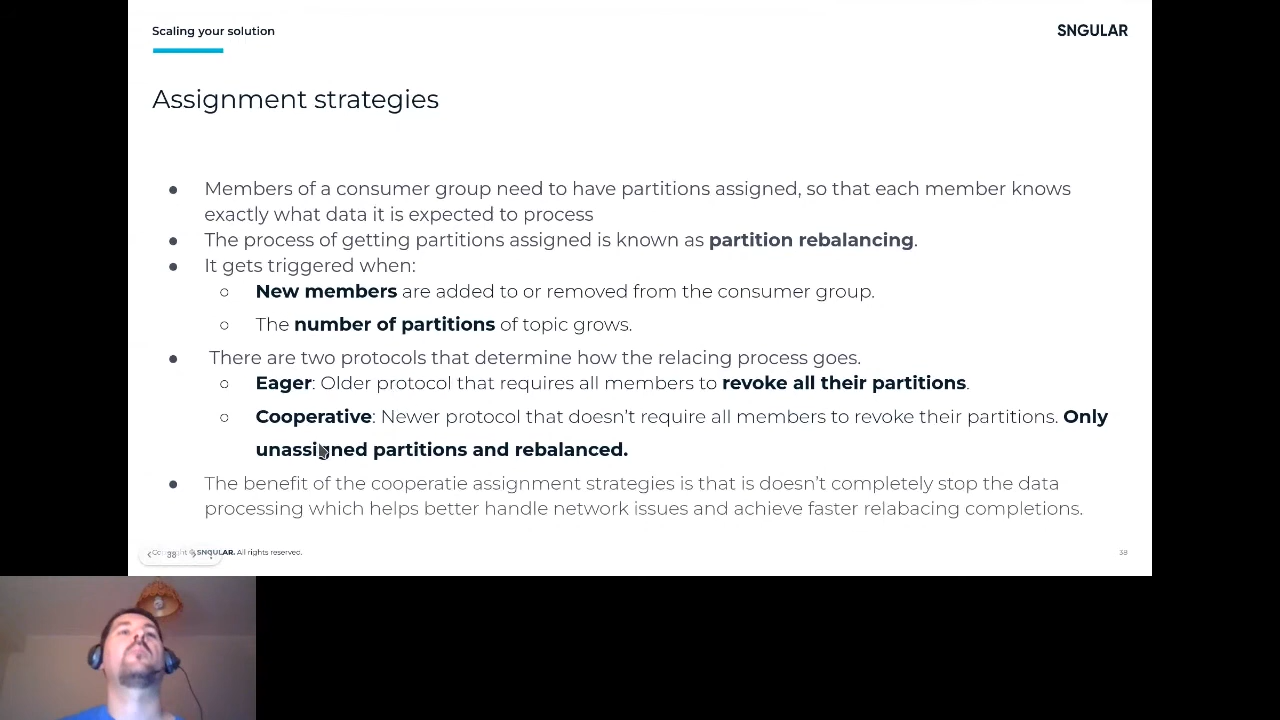 Scaling your solution
SNGULAR
Assignment strategies
● Members of a consumer group need to have partitions assigned, so that each member knows
exactly what data it is expected to process
● The process of getting partitions assigned is known as partition rebalancing.
● It gets triggered when:
○ New members are added to or removed from the consumer group.
○ The number of partitions of topic grows.
● There are two protocols that determine how the relacing process goes.
○ Eager: Older protocol that requires all members to revoke all their partitions.
○ Cooperative: Newer protocol that doesn't require all members to revoke their partitions. Only
unassigned partitions and rebalanced.
● The benefit of the cooperatie assignment strategies is that is doesn't completely stop the data
processing which helps better handle network issues and achieve faster relabacing completions.
38
SNGULAR. All rights reserved.
38